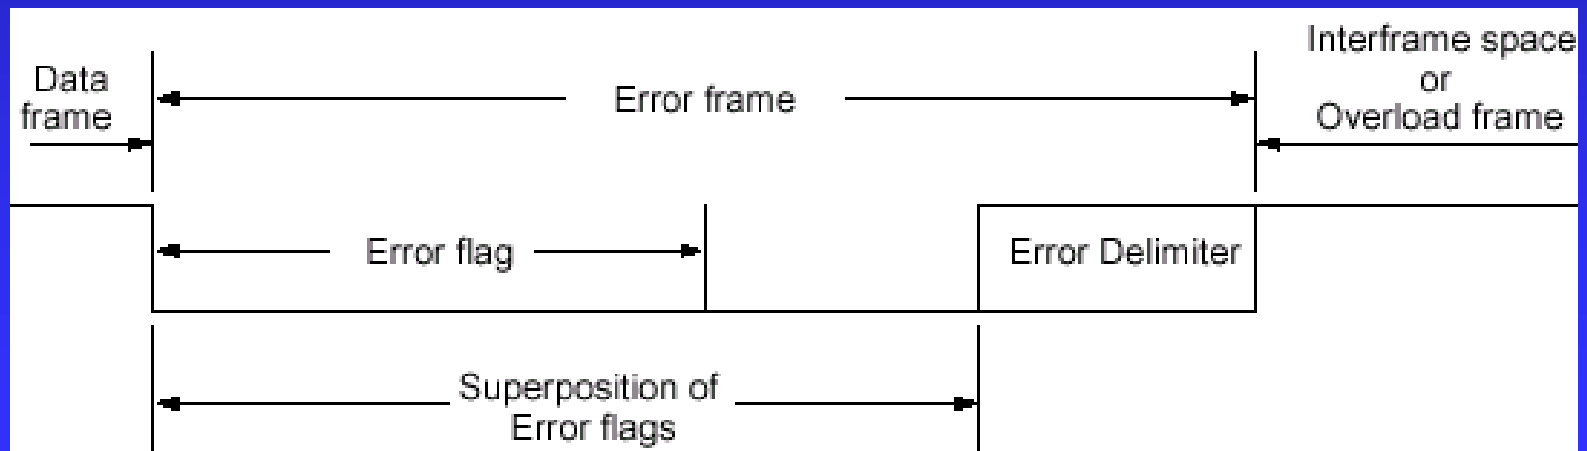 Data
frame
Error frame
Interframe space
or
Overload frame
Error flag
Error Delimiter
Superposition of
Error flags